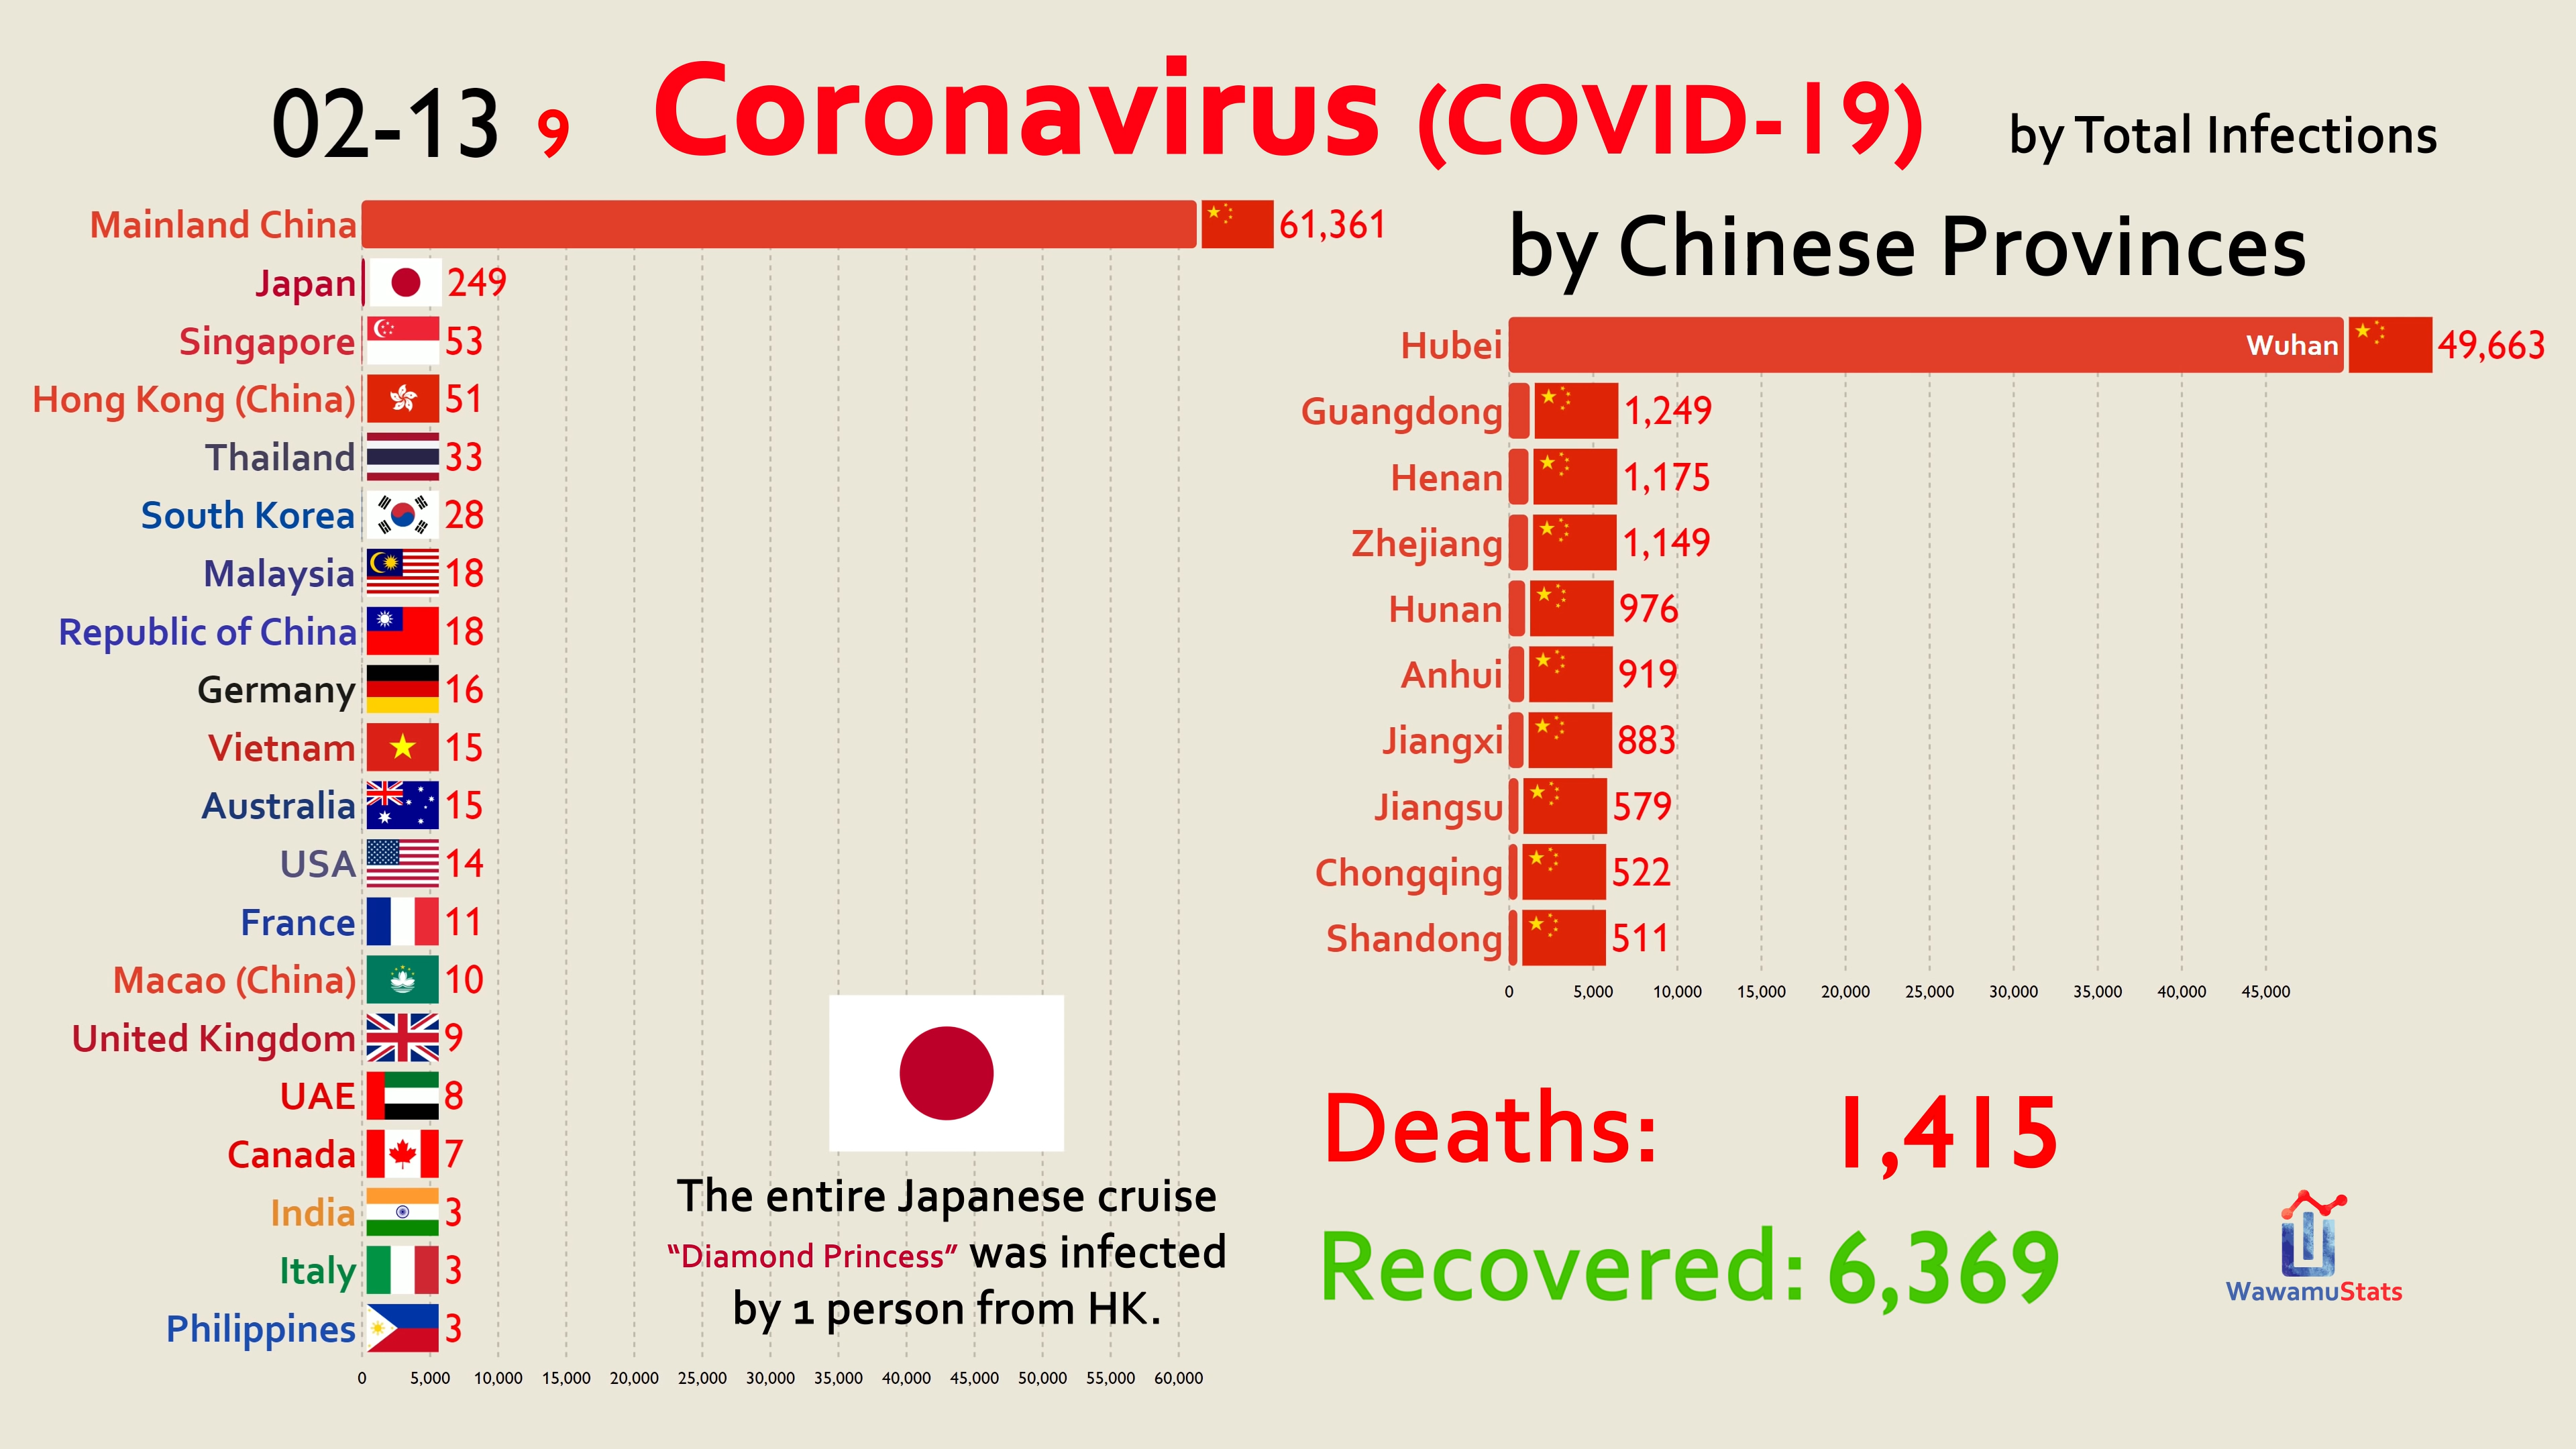 02-13 9 Coronavirus (COVID-19) by Total Infections
Mainland China 61,361
Japan 249
Singapore 53
Hong Kong (China) 51
Thailand 33
South Korea 28
Malaysia 18
Republic of China 18
Germany 16
Vietnam 15
Australia 15
USA 14
France 11
Macao (China) 10
United Kingdom 9
UAE 8
Canada 7
India 3
Italy 3
Philippines 3
0 5,000 10,000 15,000 20,000 25,000 30,000 35,000 40,000 45,000 50,000 55,000 60,000
The entire Japanese cruise
“Diamond Princess” was infected
by 1 person from HK.
by Chinese Provinces
Hubei Wuhan 49,663
Guangdong 1,249
Henan 1,175
Zhejiang 1,149
Hunan 976
Anhui 919
Jiangxi 883
Jiangsu 579
Chongqing 522
Shandong 511
0 5,000 10,000 15,000 20,000 25,000 30,000 35,000 40,000 45,000
Deaths: 1,415
Recovered: 6,369
WawamuStats